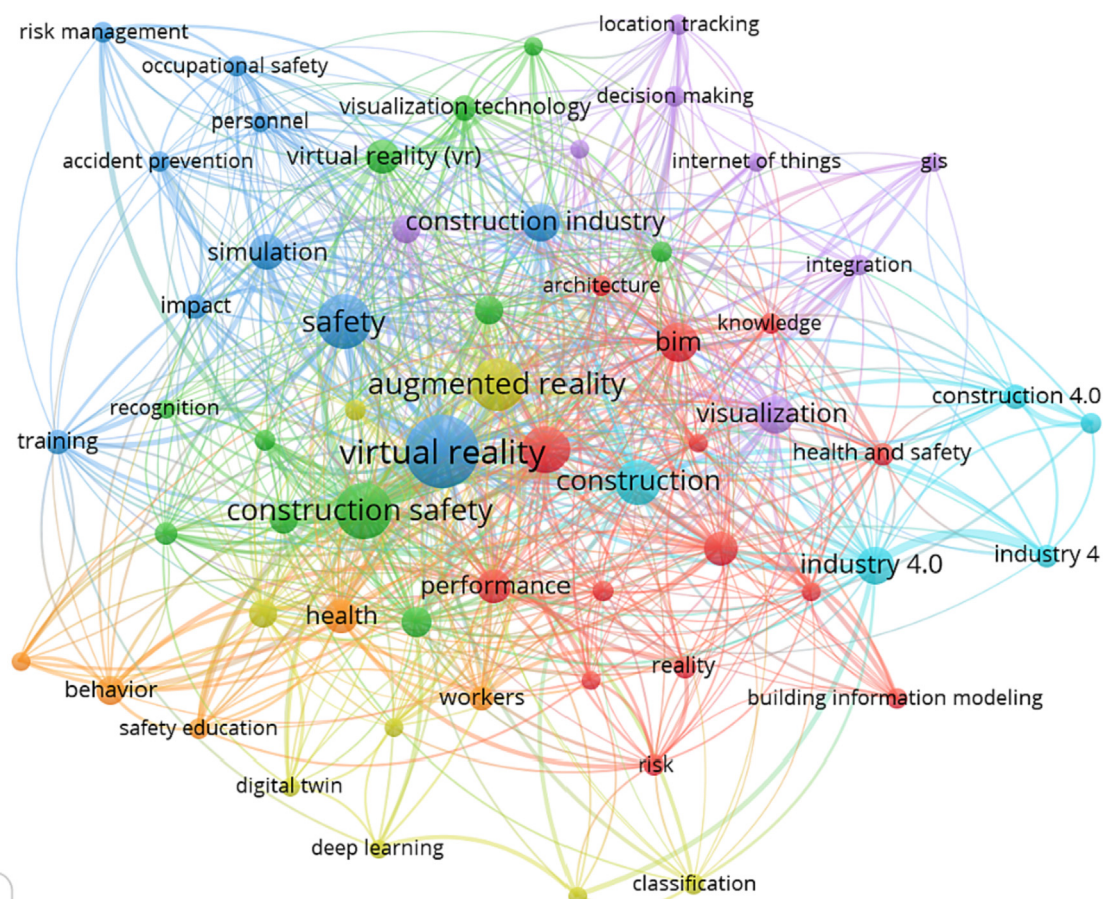 location tracking
risk management
occupational safety
decision making
visualization technology
personnel
virtual reality (vr)
accident prevention
internet of things
gis
construction industry
simulation
integration
architecture
impact
safety
knowledge
bim
augmented reality
construction 4.0
recognition
visualization
training
virtual reality
health and safety
construction
construction safety
industry 4
industry 4.0
performance
health
reality
behavior
workers
building information modeling
safety education
risk
digital twin
deep learning
classification